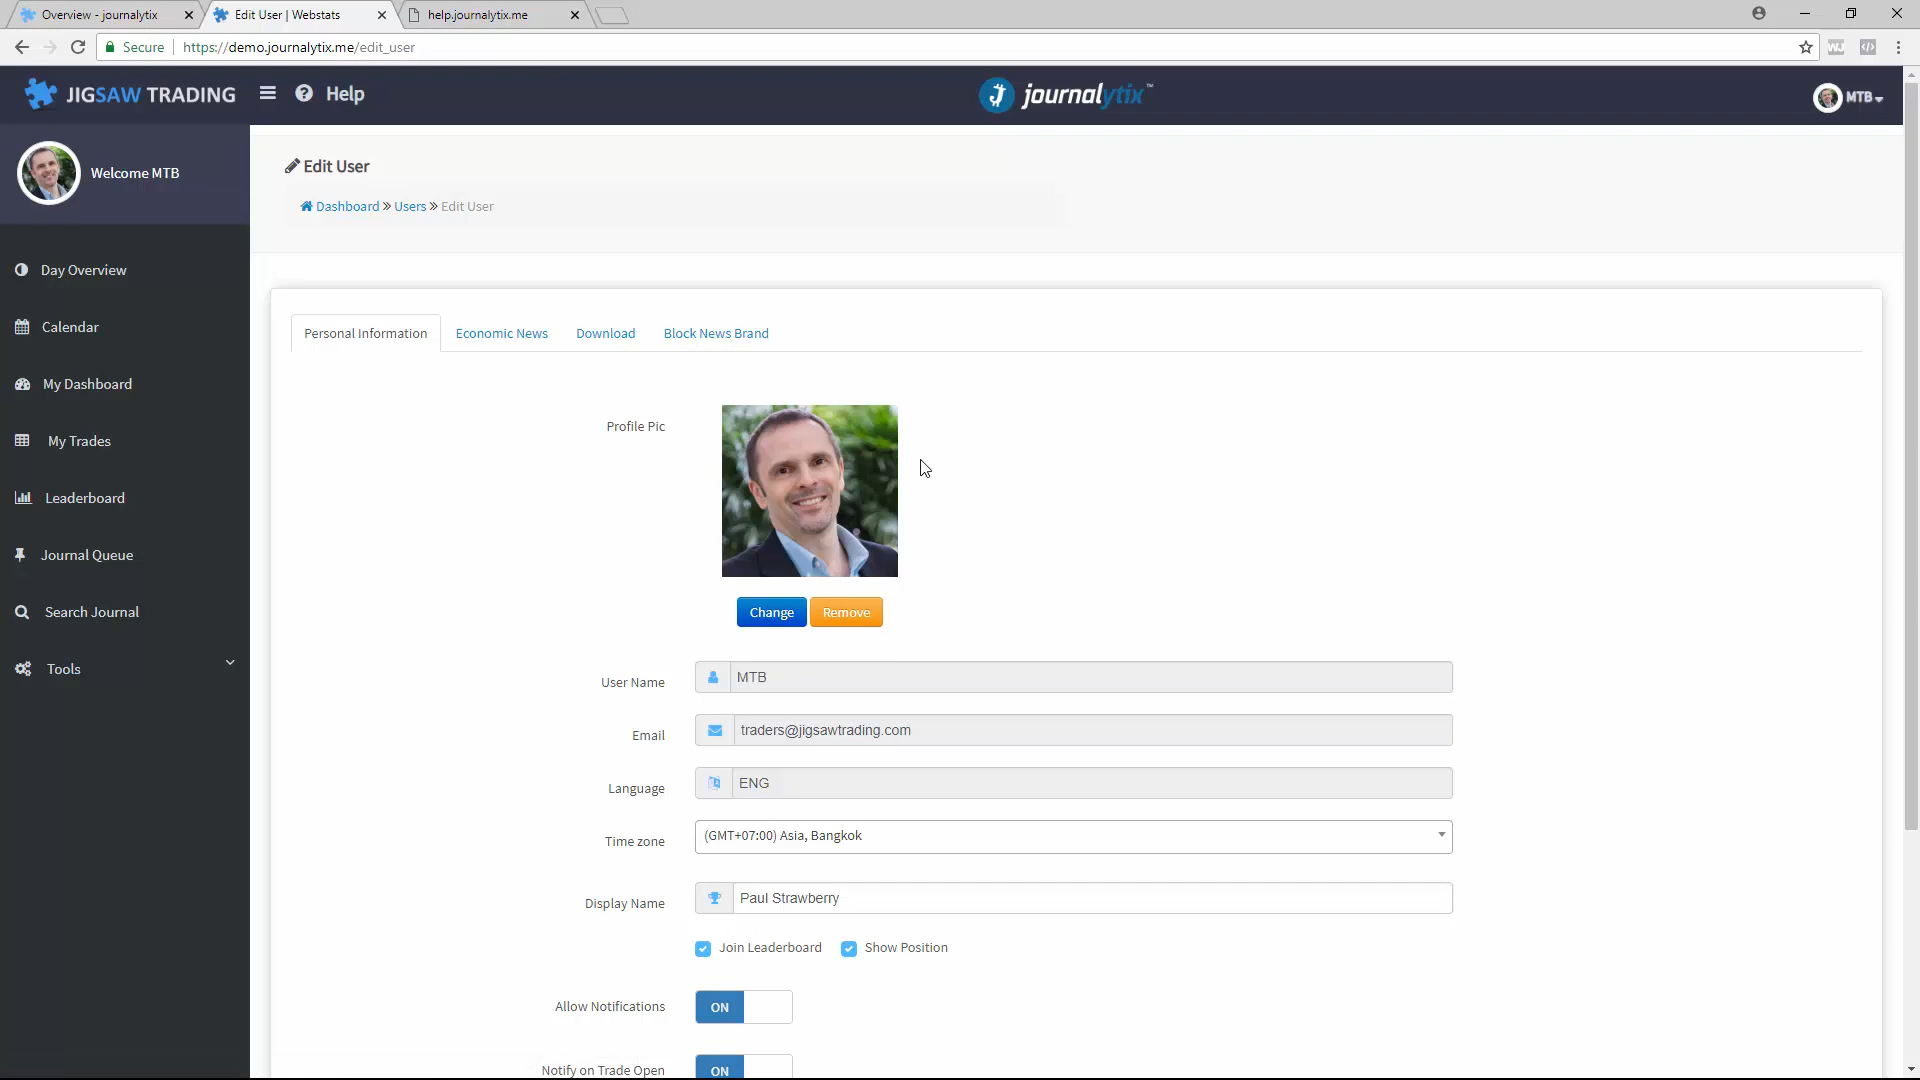 Overview - journalytix
Edit User | Webstats
help.journalytix.me
Secure
https://demo.journalytix.me/edit_user
WJ
JIGSAW TRADING
Help
journalytix™
MTB
Welcome MTB
Edit User
Dashboard » Users » Edit User
Day Overview
Calendar
My Dashboard
My Trades
Leaderboard
Journal Queue
Search Journal
Tools
Personal Information
Economic News
Download
Block News Brand
Profile Pic
Change
Remove
User Name
MTB
Email
traders@jigsawtrading.com
Language
ENG
Time zone
(GMT+07:00) Asia, Bangkok
Display Name
Paul Strawberry
Join Leaderboard
Show Position
Allow Notifications
ON
Notify on Trade Open
ON